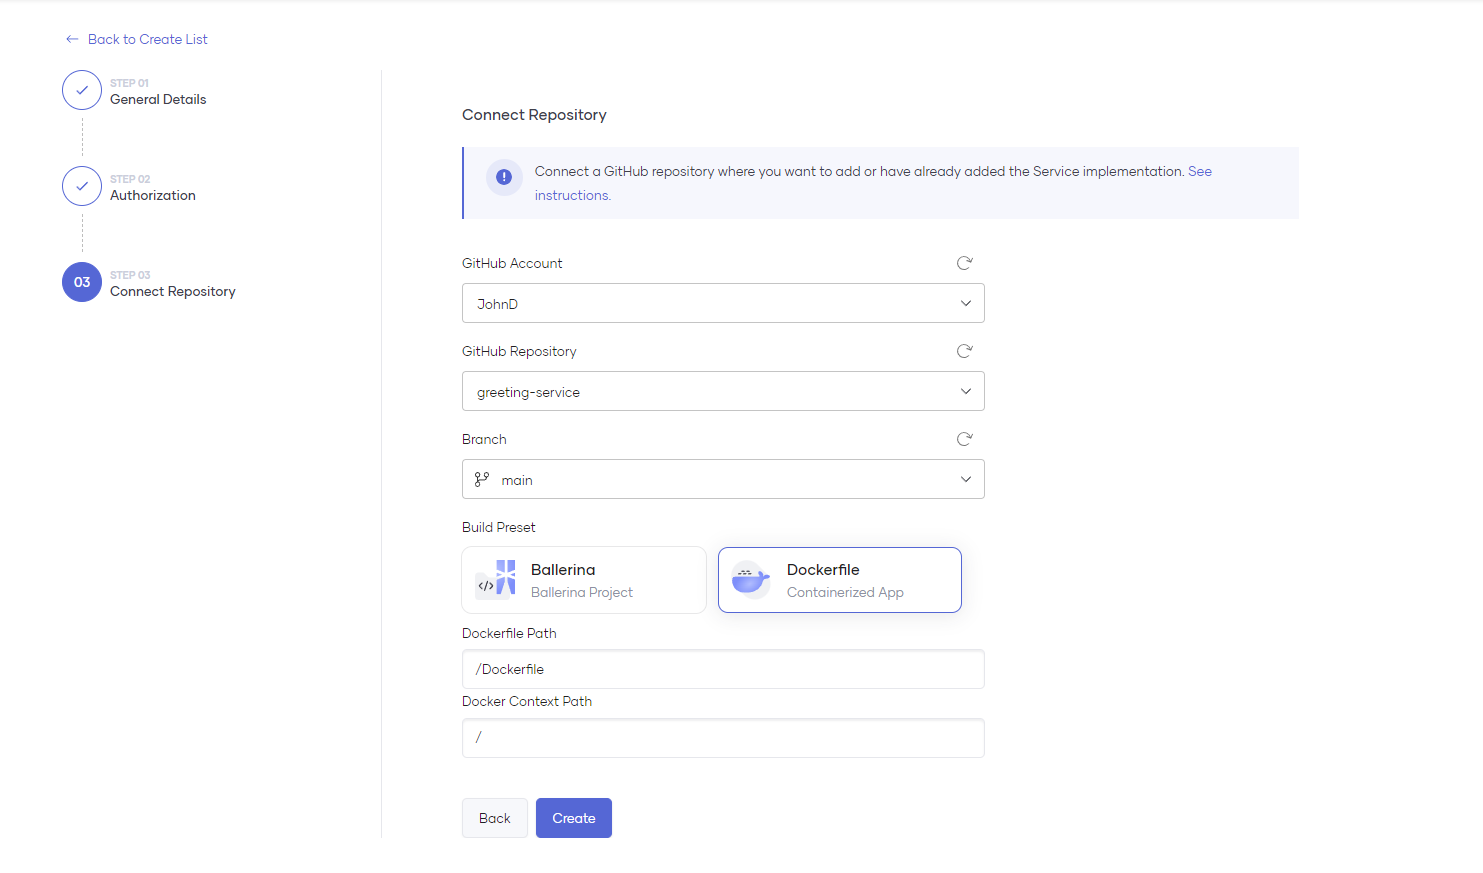 Back to Create List
STEP 01
General Details
STEP 02
Authorization
03
STEP 03
Connect Repository
Connect Repository
Connect a GitHub repository where you want to add or have already added the Service implementation. See
instructions.
GitHub Account
JohnD
GitHub Repository
greeting-service
Branch
main
Build Preset
Ballerina
Ballerina Project
Dockerfile
Containerized App
Dockerfile Path
/Dockerfile
Docker Context Path
/
Back
Create